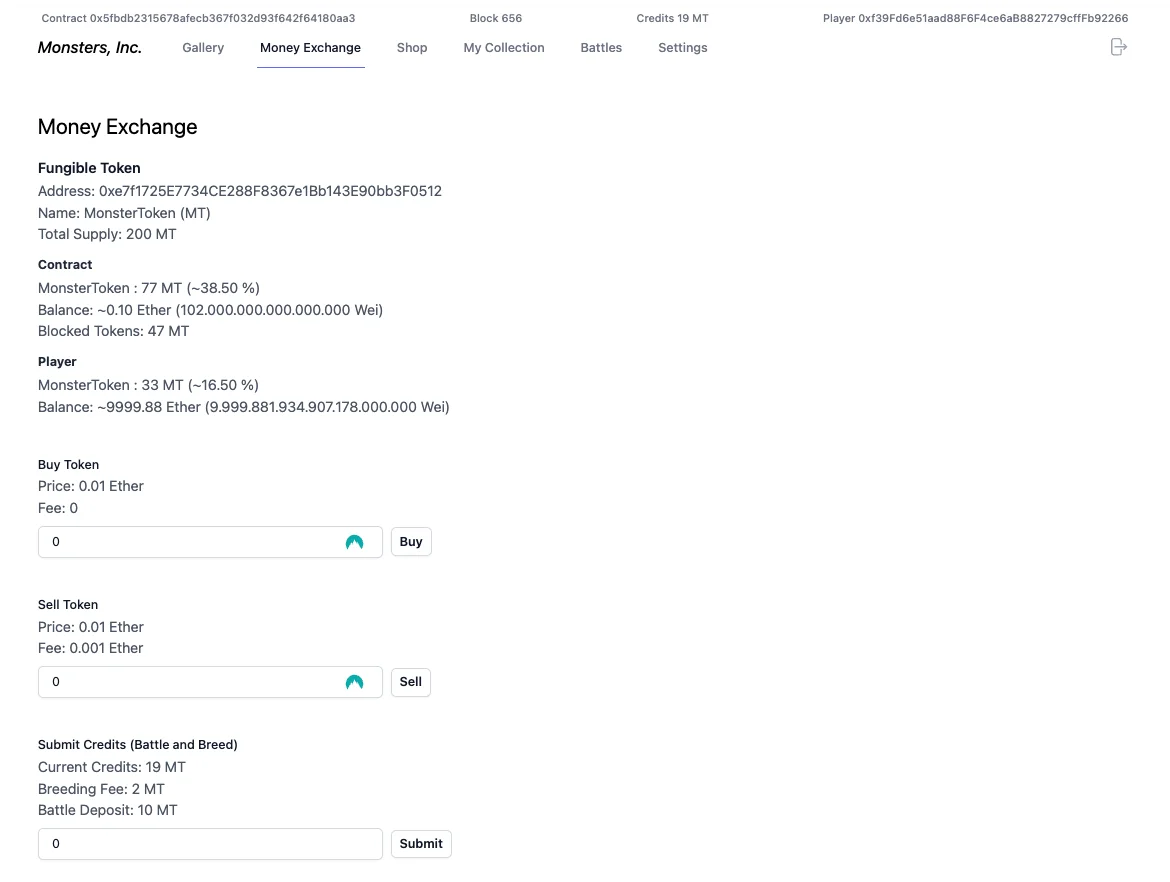 Contract 0x5fbdb2315678afecb367f032d93f642f64180aa3 Block 656 Credits 19 MT Player 0xf39Fd6e51aad88F6F4ce6aB8827279cffFb92266
Monsters, Inc. Gallery Money Exchange Shop My Collection Battles Settings
Money Exchange
Fungible Token
Address: 0xe7f1725E7734CE288F8367e1Bb143E90bb3F0512
Name: MonsterToken (MT)
Total Supply: 200 MT
Contract
MonsterToken : 77 MT (~38.50 %)
Balance: ~0.10 Ether (102.000.000.000.000.000 Wei)
Blocked Tokens: 47 MT
Player
MonsterToken : 33 MT (~16.50 %)
Balance: ~9999.88 Ether (9.999.881.934.907.178.000.000 Wei)
Buy Token
Price: 0.01 Ether
Fee: 0
0 Buy
Sell Token
Price: 0.01 Ether
Fee: 0.001 Ether
0 Sell
Submit Credits (Battle and Breed)
Current Credits: 19 MT
Breeding Fee: 2 MT
Battle Deposit: 10 MT
0 Submit